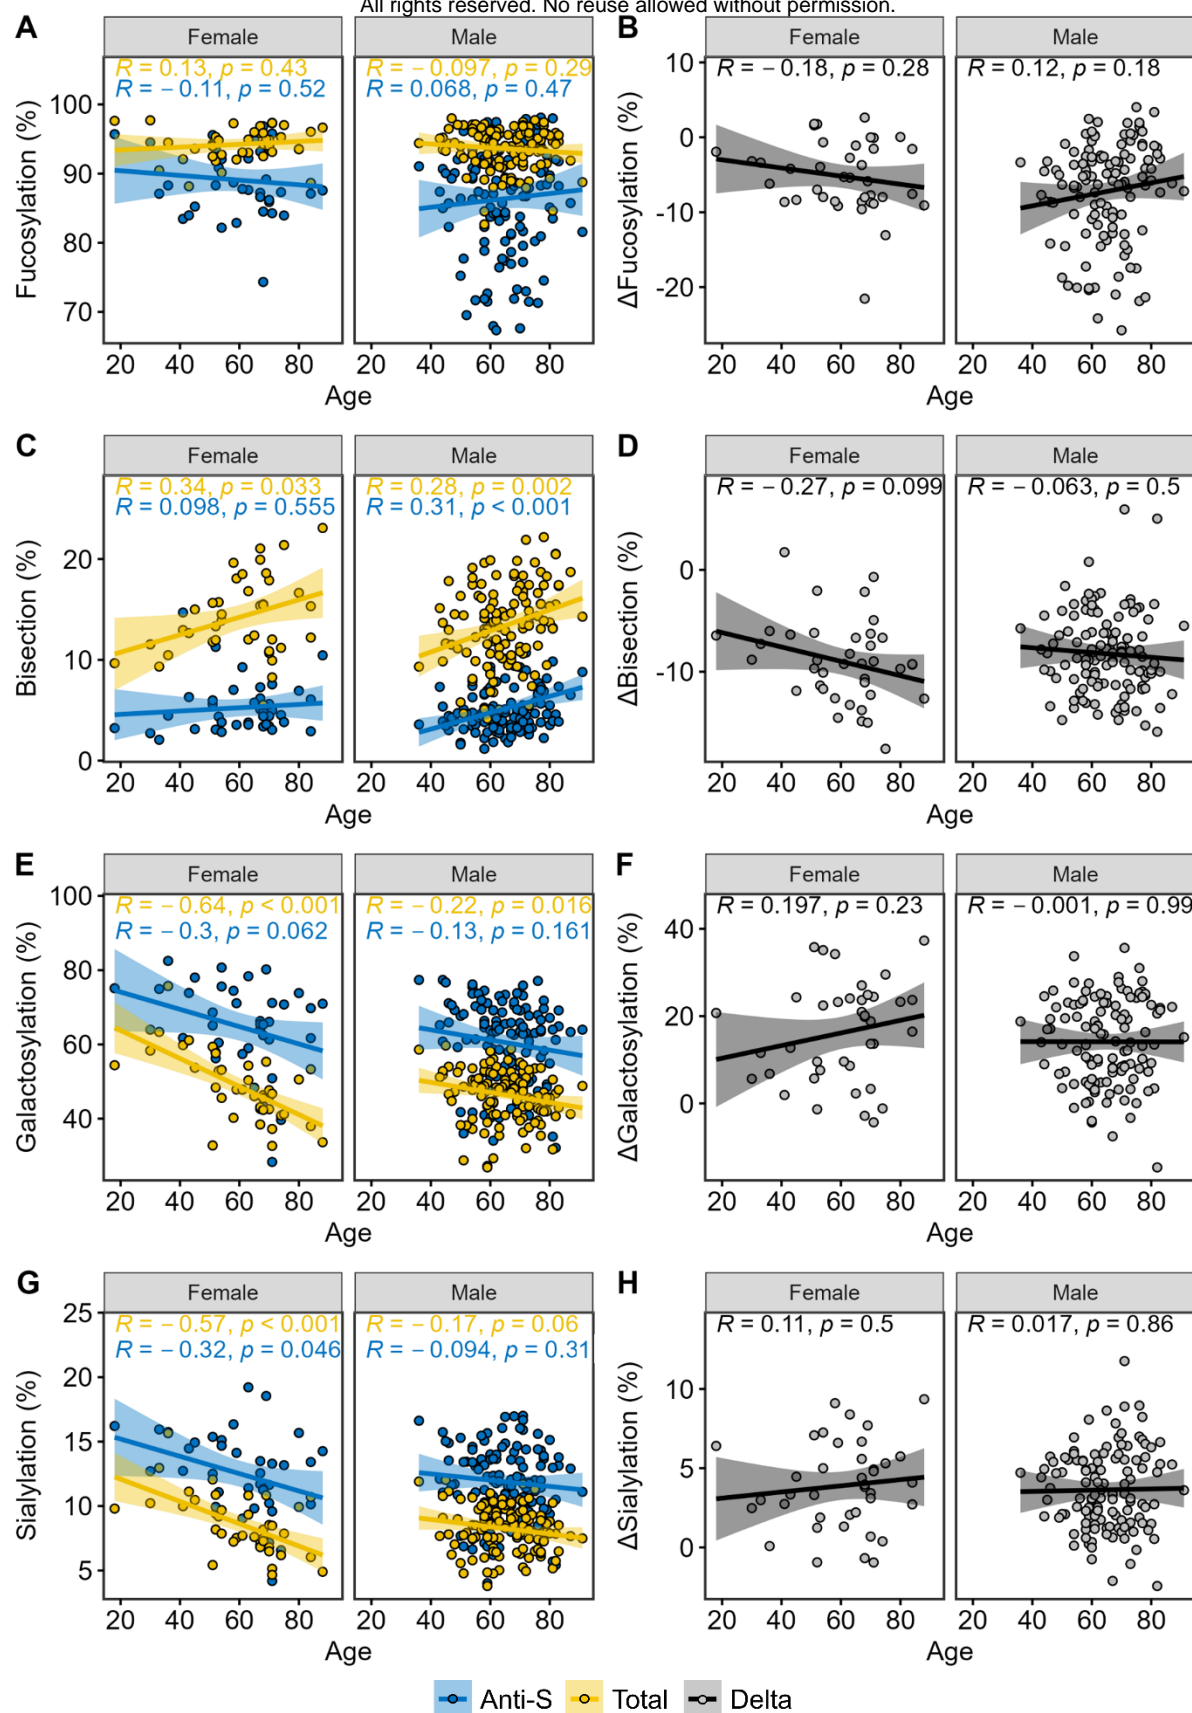 All rights reserved. No reuse allowed without permission.
A
Female
Male
R = 0.13, p = 0.43
R = − 0.11, p = 0.52
R = − 0.097, p = 0.29
R = 0.068, p = 0.47
Fucosylation (%)
100
90
80
70
20 40 60 80
20 40 60 80
Age
B
Female
Male
R = − 0.18, p = 0.28
R = 0.12, p = 0.18
ΔFucosylation (%)
10
0
-10
-20
20 40 60 80
20 40 60 80
Age
C
Female
Male
R = 0.34, p = 0.033
R = 0.098, p = 0.555
R = 0.28, p = 0.002
R = 0.31, p < 0.001
Bisection (%)
20
10
0
20 40 60 80
20 40 60 80
Age
D
Female
Male
R = − 0.27, p = 0.099
R = − 0.063, p = 0.5
ΔBisection (%)
0
-10
20 40 60 80
20 40 60 80
Age
E
Female
Male
R = − 0.64, p < 0.001
R = − 0.3, p = 0.062
R = − 0.22, p = 0.016
R = − 0.13, p = 0.161
Galactosylation (%)
100
80
60
40
20 40 60 80
20 40 60 80
Age
F
Female
Male
R = 0.197, p = 0.23
R = − 0.001, p = 0.99
ΔGalactosylation (%)
40
20
0
20 40 60 80
20 40 60 80
Age
G
Female
Male
R = − 0.57, p < 0.001
R = − 0.32, p = 0.046
R = − 0.17, p = 0.06
R = − 0.094, p = 0.31
Sialylation (%)
25
20
15
10
5
20 40 60 80
20 40 60 80
Age
H
Female
Male
R = 0.11, p = 0.5
R = 0.017, p = 0.86
ΔSialylation (%)
10
5
0
20 40 60 80
20 40 60 80
Age
Anti-S Total Delta